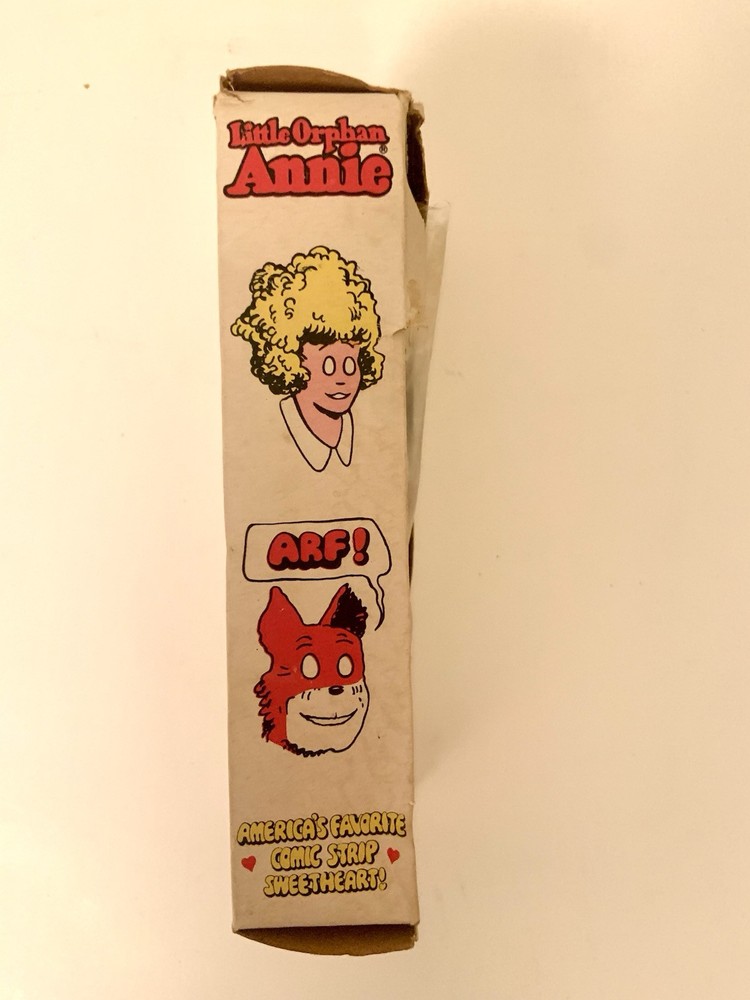 Little Orphan
Annie®
ARF!
AMERICA'S FAVORITE
COMIC STRIP
SWEETHEART!